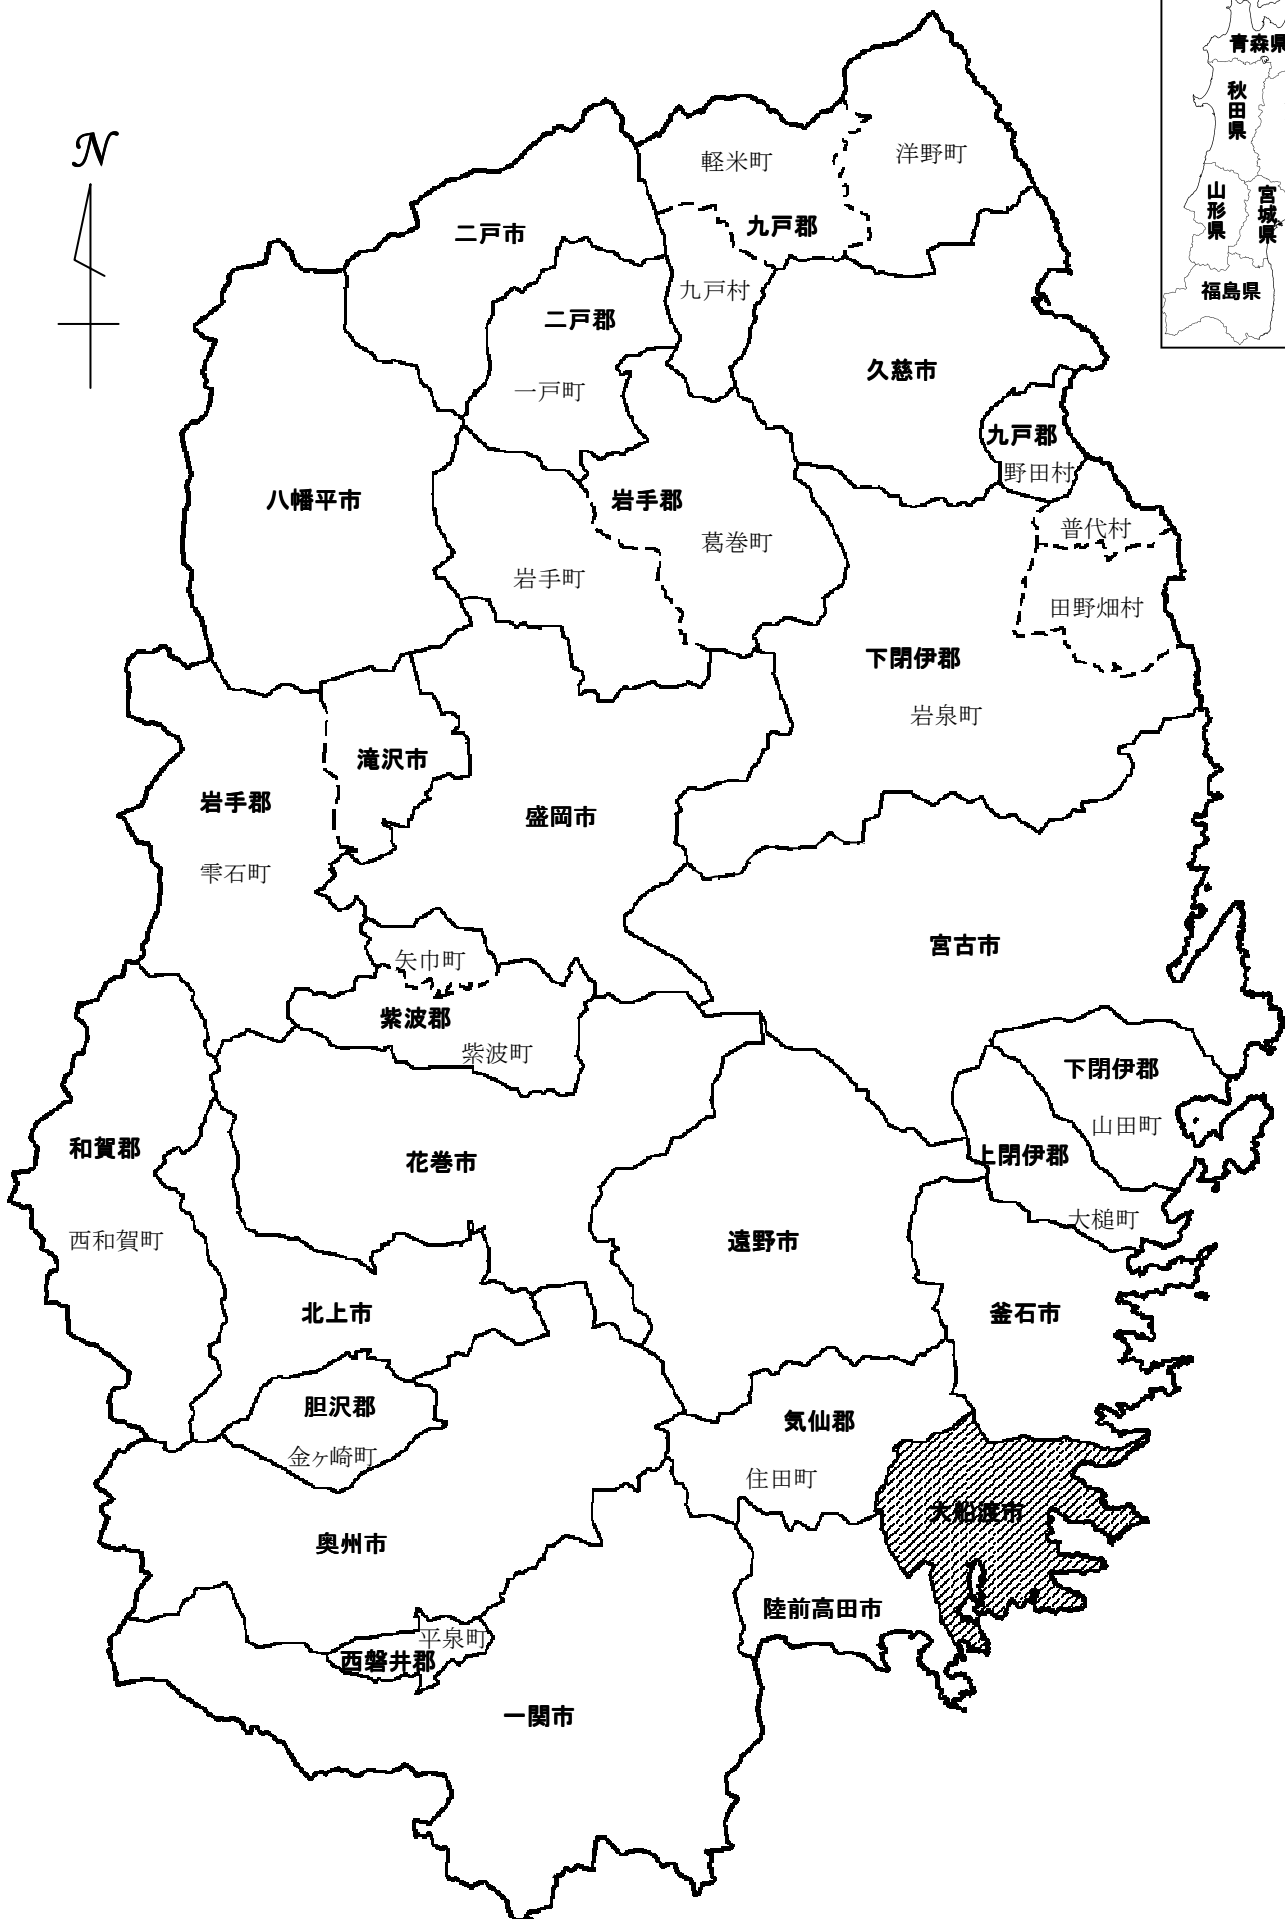 N
青森県
秋田県
山形県
宮城県
福島県
軽米町
洋野町
九戸郡
二戸市
九戸村
二戸郡
一戸町
久慈市
九戸郡
野田村
八幡平市
岩手郡
葛巻町
岩手町
普代村
田野畑村
下閉伊郡
岩泉町
滝沢市
岩手郡
雫石町
盛岡市
宮古市
矢巾町
紫波郡
紫波町
下閉伊郡
山田町
上閉伊郡
大槌町
和賀郡
西和賀町
花巻市
遠野市
北上市
釜石市
胆沢郡
金ヶ崎町
気仙郡
住田町
大船渡市
奥州市
陸前高田市
平泉町
西磐井郡
一関市